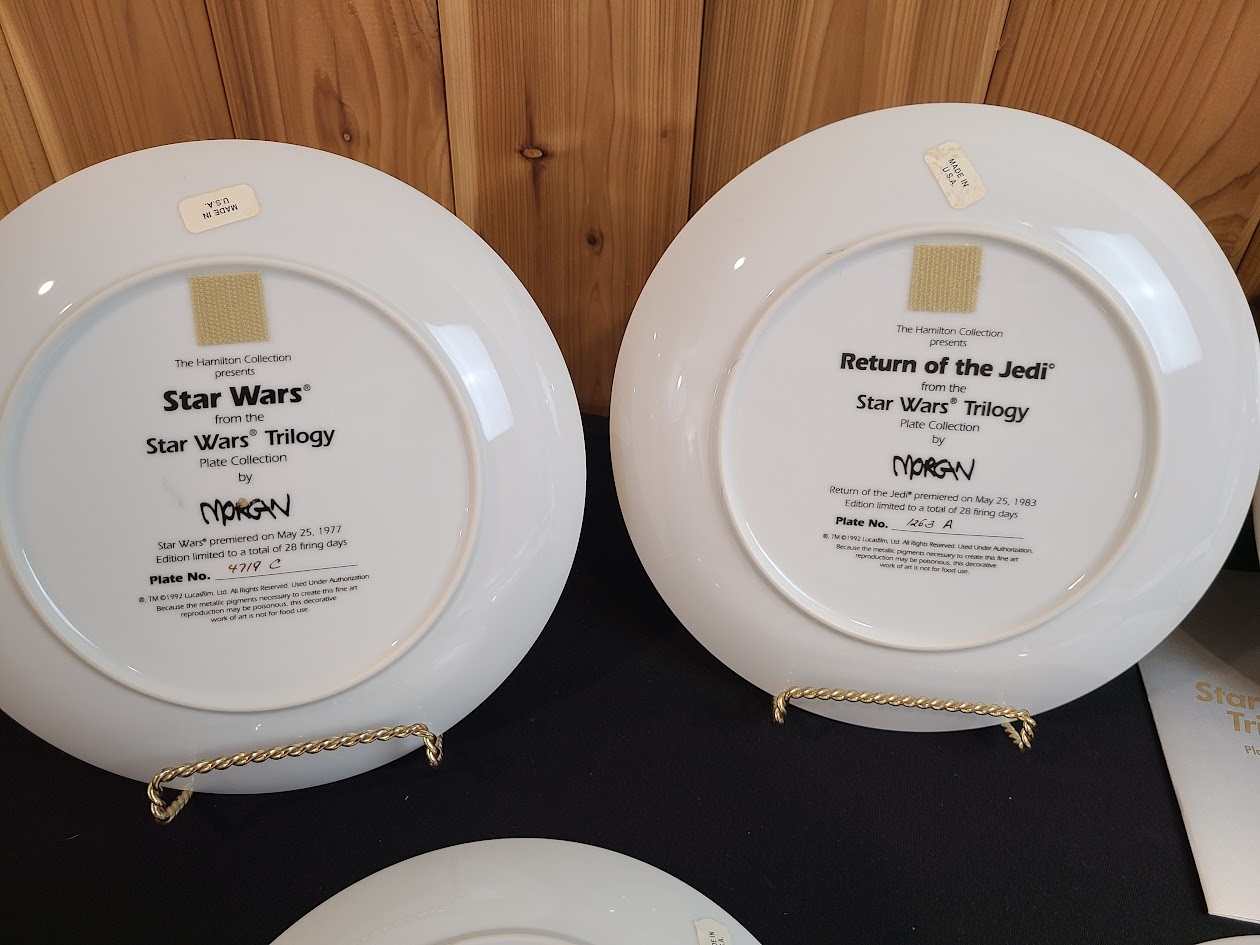 MADE IN
U.S.A.
The Hamilton Collection
presents
Star Wars®
from the
Star Wars® Trilogy
Plate Collection
by
MORGAN
Star Wars® premiered on May 25, 1977
Edition limited to a total of 28 firing days
Plate No. 4719 C
®, TM ©1992 Lucasfilm, Ltd. All Rights Reserved. Used Under Authorization.
Because the metallic pigments necessary to create this fine art
reproduction may be poisonous, this decorative
work of art is not for food use.
MADE IN
U.S.A.
The Hamilton Collection
presents
Return of the Jedi©
from the
Star Wars® Trilogy
Plate Collection
by
MORGAN
Return of the Jedi® premiered on May 25, 1983
Edition limited to a total of 28 firing days
Plate No. 1263 A
®, TM ©1992 Lucasfilm, Ltd. All Rights Reserved. Used Under Authorization.
Because the metallic pigments necessary to create this fine art
reproduction may be poisonous, this decorative
work of art is not for food use.
Star